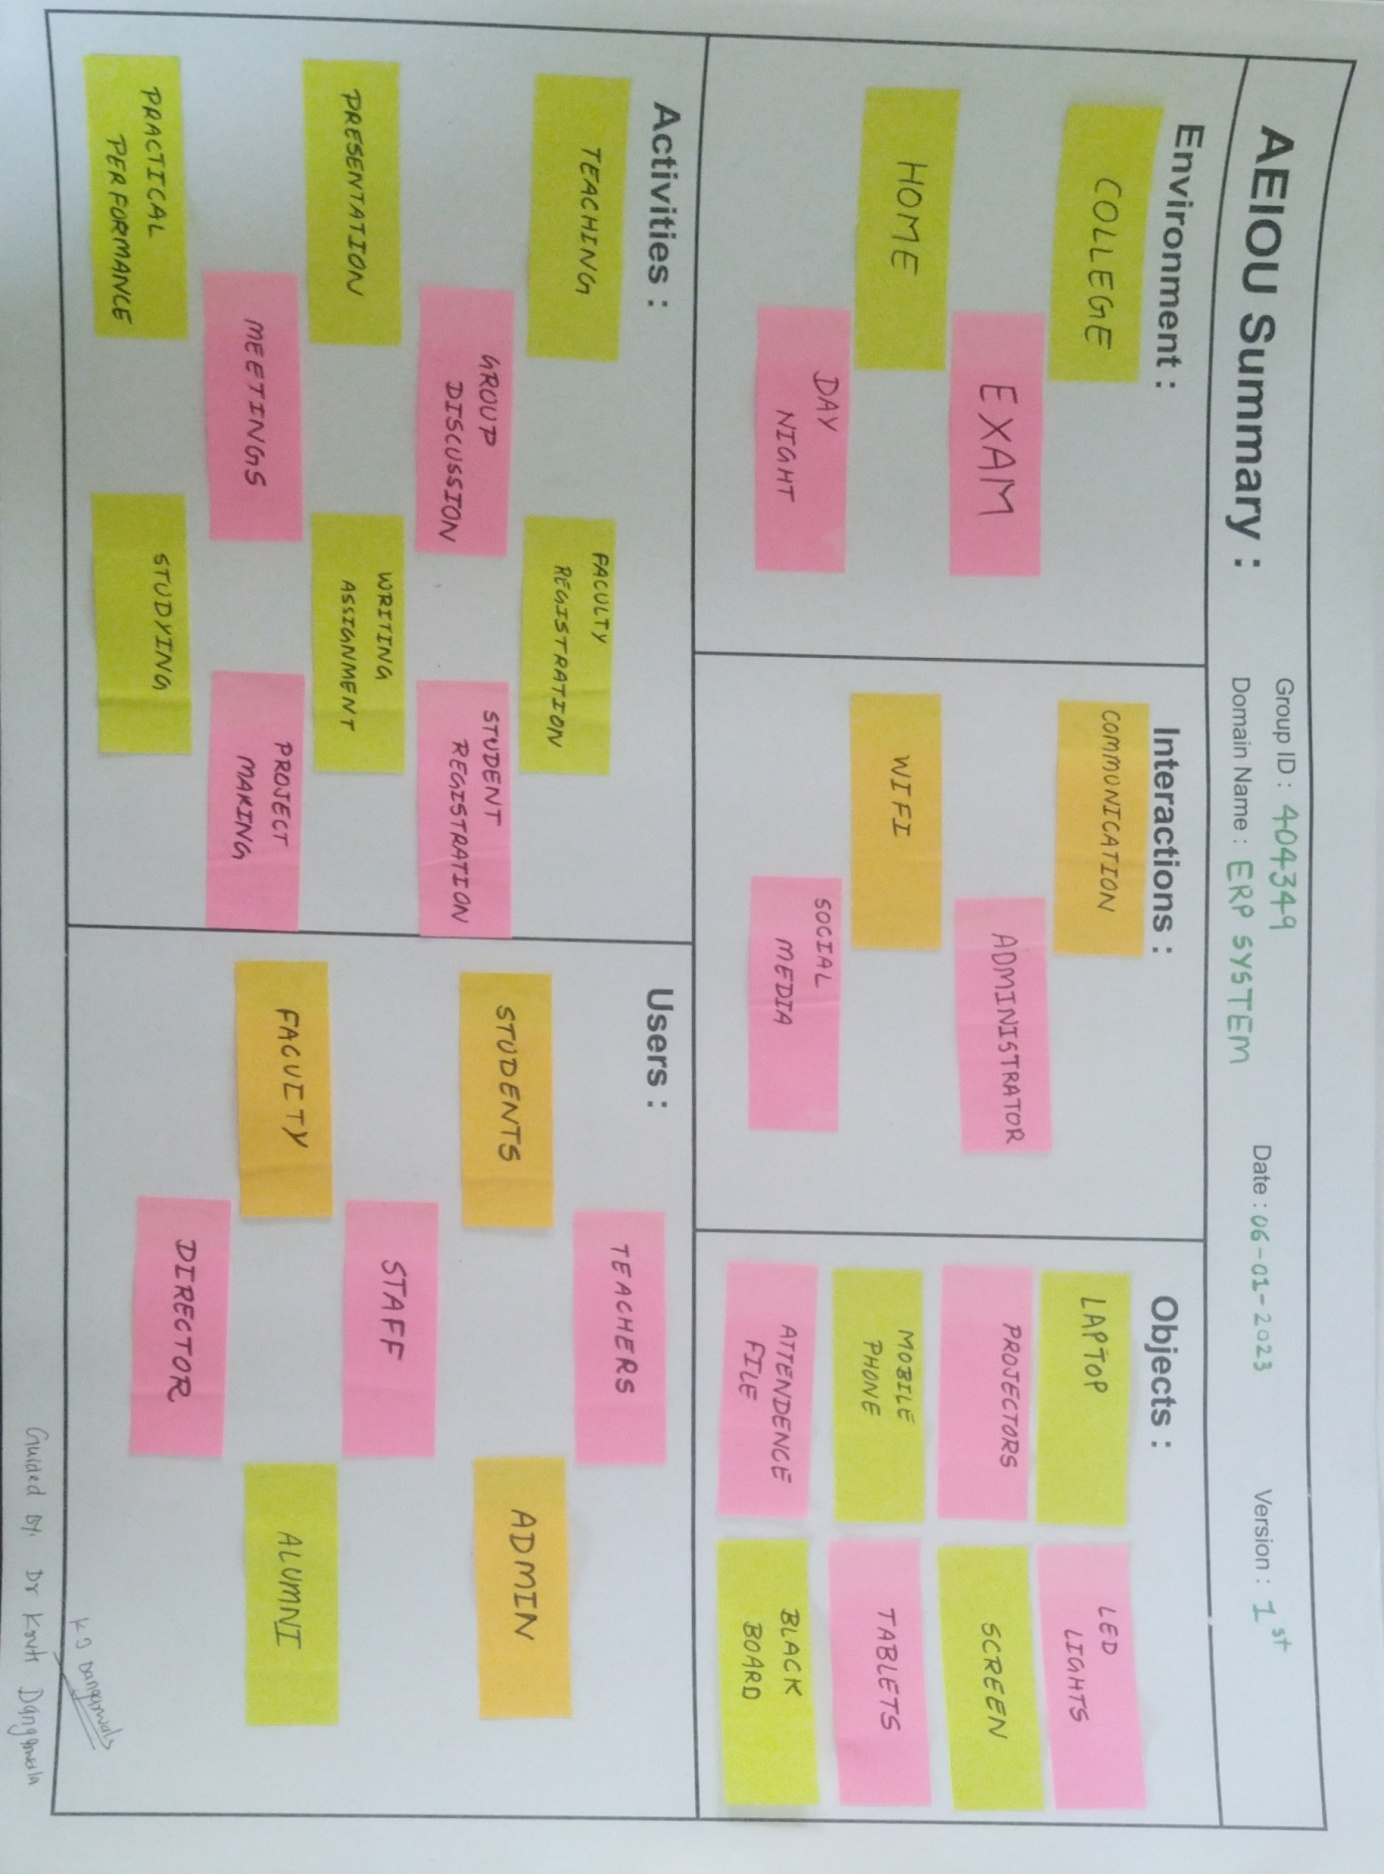 AEIOU Summary :
Group ID : 404349
Domain Name : ERP SYSTEM
Date : 06-01-2023
Version : 1st
Environment :
COLLEGE
EXAM
HOME
DAY
NIGHT
Interactions :
COMMUNICATION
ADMINISTRATOR
WIFI
SOCIAL
MEDIA
Objects :
LAPTOP
LED
LIGHTS
PROJECTORS
SCREEN
MOBILE
PHONE
TABLETS
ATTENDENCE
FILE
BLACK
BOARD
Activities :
TEACHING
FACULTY
REGISTRATION
GROUP
DISCUSSION
STUDENT
REGISTRATION
PRESENTATION
WRITING
ASSIGNMENT
MEETINGS
PROJECT
MAKING
PRACTICAL
PERFORMANCE
STUDYING
Users :
TEACHERS
STUDENTS
ADMIN
STAFF
FACULTY
ALUMNI
DIRECTOR
Guided by: Dr